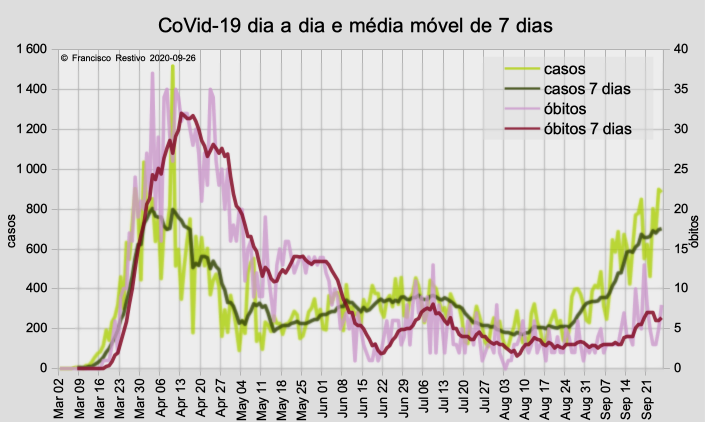 CoVid-19 dia a dia e média móvel de 7 dias
© Francisco Restivo 2020-09-26
casos
casos 7 dias
óbitos
óbitos 7 dias
1 600
1 400
1 200
1 000
800
600
400
200
0
casos
40
35
30
25
20
15
10
5
0
óbitos
Mar 02
Mar 09
Mar 16
Mar 23
Mar 30
Apr 06
Apr 13
Apr 20
Apr 27
May 04
May 11
May 18
May 25
Jun 01
Jun 08
Jun 15
Jun 22
Jun 29
Jul 06
Jul 13
Jul 20
Jul 27
Aug 03
Aug 10
Aug 17
Aug 24
Aug 31
Sep 07
Sep 14
Sep 21